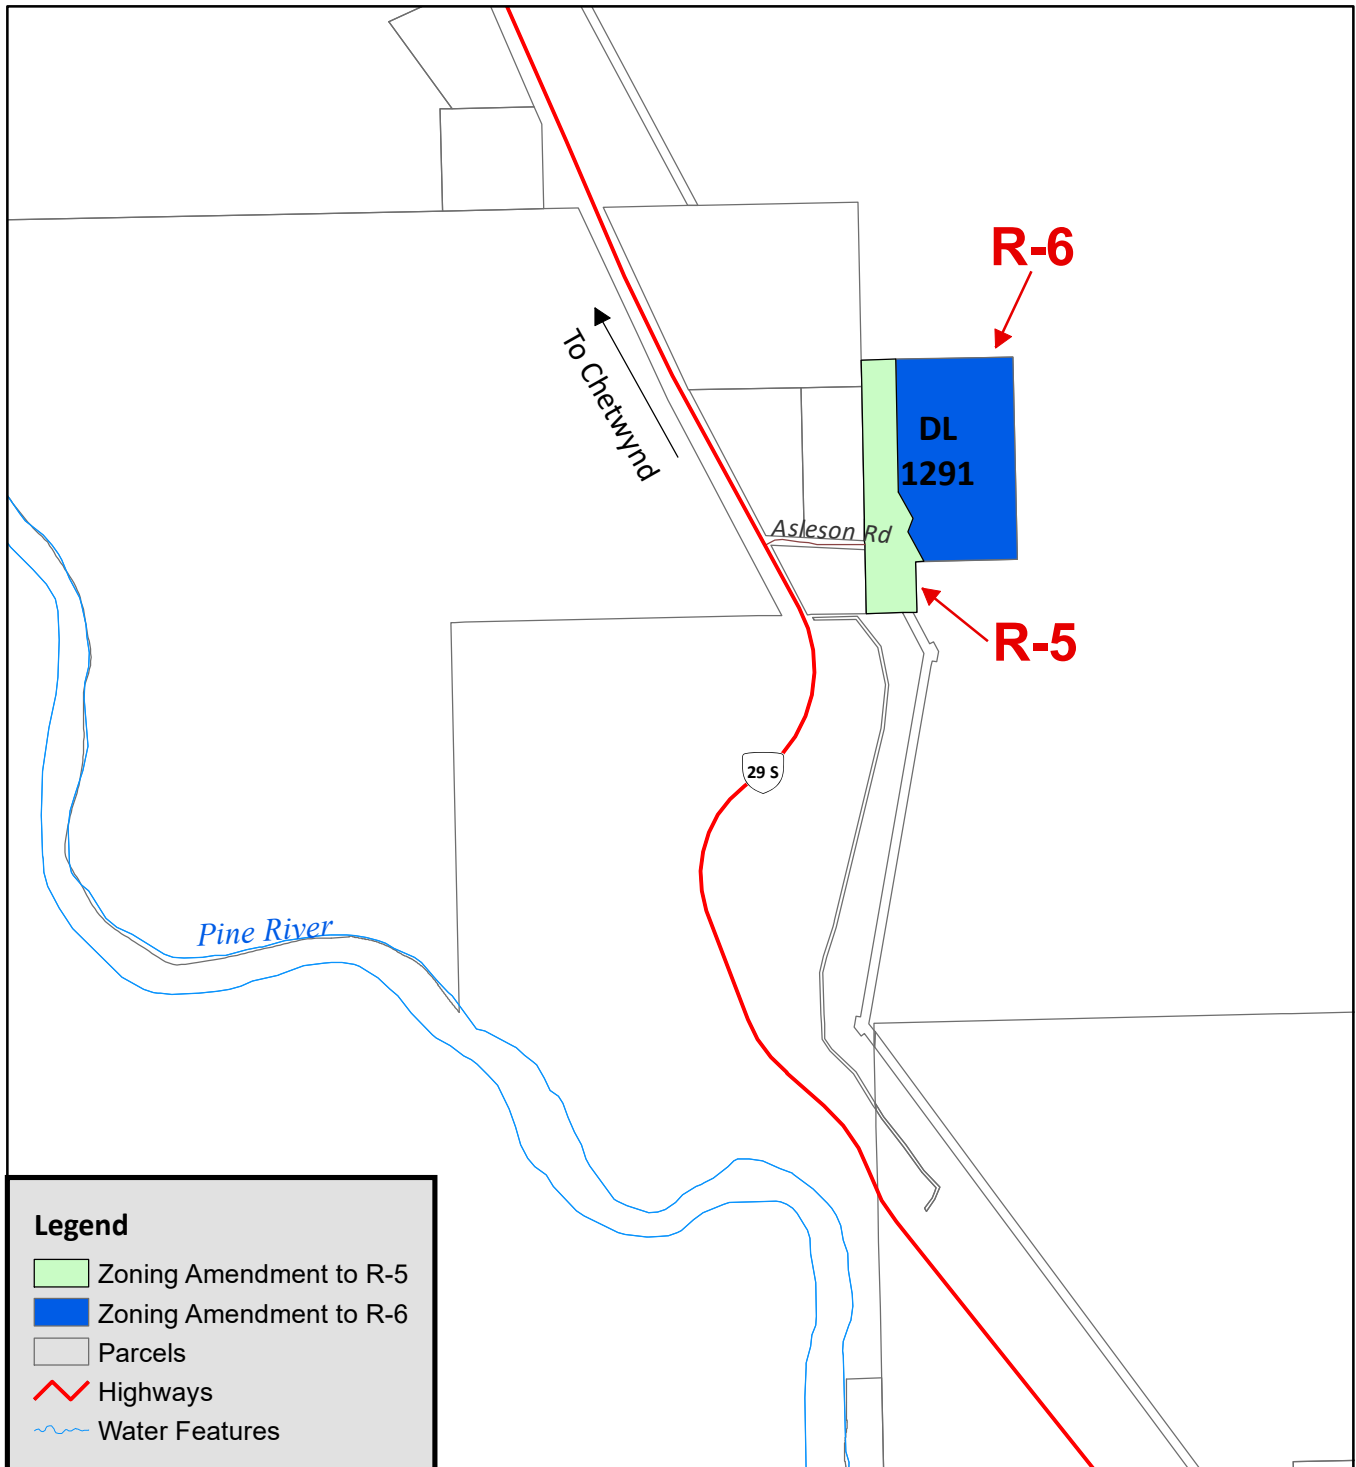 R-6
To Chetwynd
DL
1291
Asleson Rd
R-5
29 S
Pine River
Legend
Zoning Amendment to R-5
Zoning Amendment to R-6
Parcels
Highways
Water Features